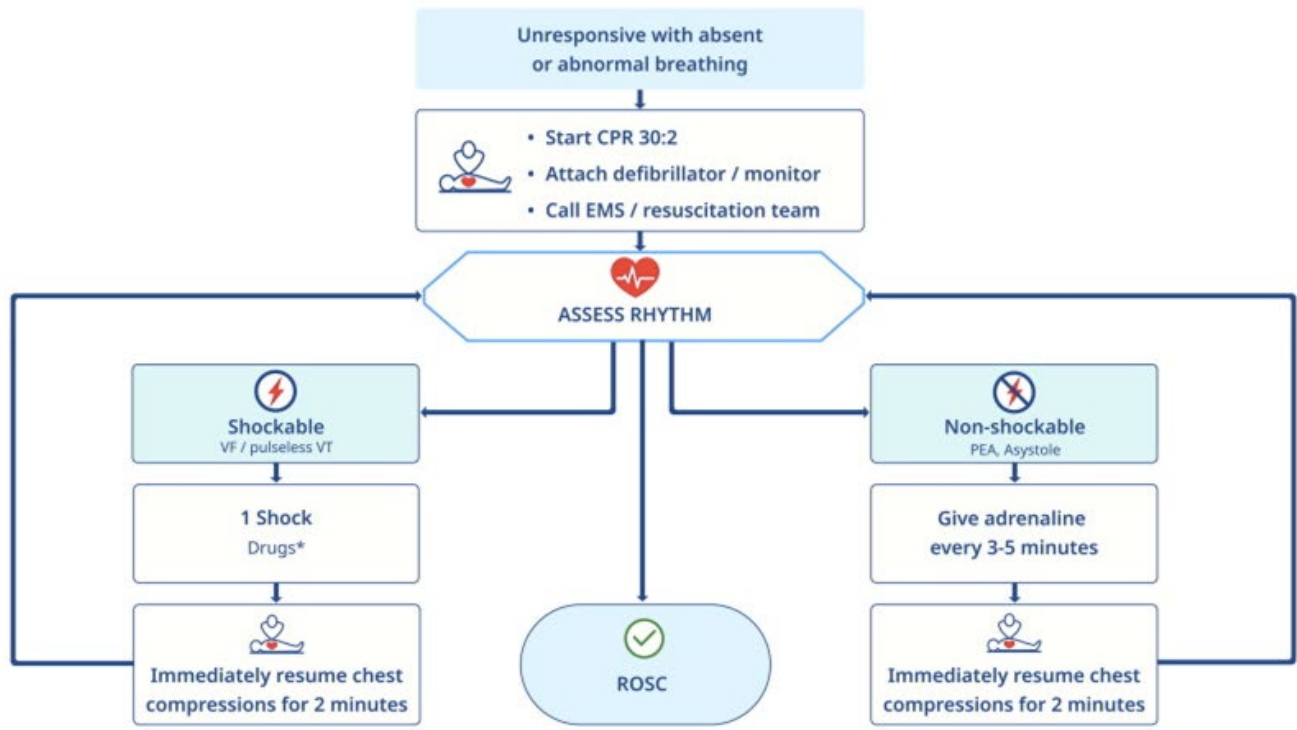 Unresponsive with absent
or abnormal breathing
• Start CPR 30:2
• Attach defibrillator / monitor
• Call EMS / resuscitation team
ASSESS RHYTHM
Shockable
VF / pulseless VT
1 Shock
Drugs*
Immediately resume chest
compressions for 2 minutes
ROSC
Non-shockable
PEA, Asystole
Give adrenaline
every 3-5 minutes
Immediately resume chest
compressions for 2 minutes